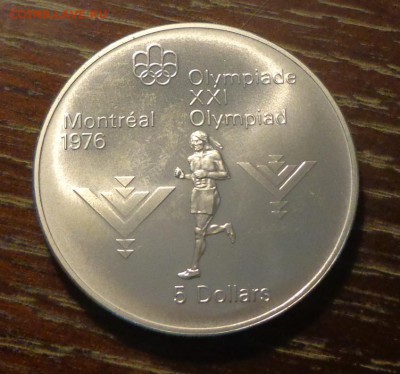 Olympiade
XXI
Olympiad
Montréal
1976
5 Dollars